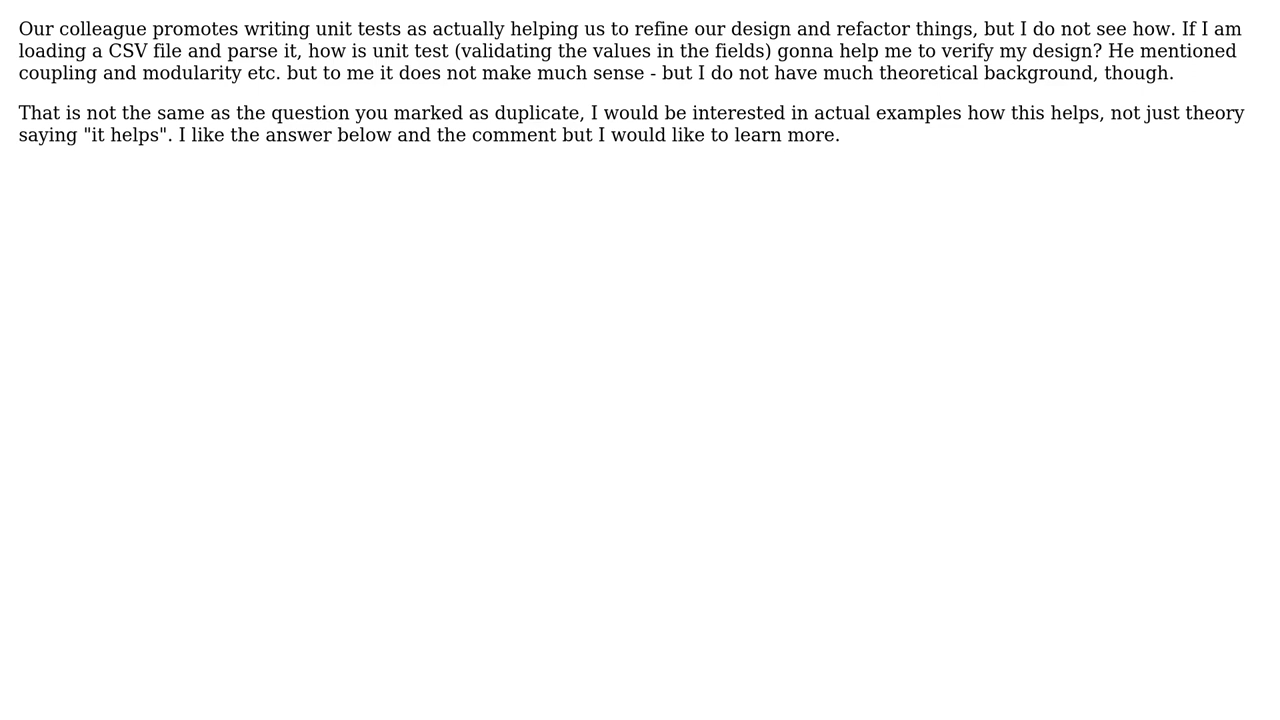 Our colleague promotes writing unit tests as actually helping us to refine our design and refactor things, but I do not see how. If I am
loading a CSV file and parse it, how is unit test (validating the values in the fields) gonna help me to verify my design? He mentioned
coupling and modularity etc. but to me it does not make much sense - but I do not have much theoretical background, though.
That is not the same as the question you marked as duplicate, I would be interested in actual examples how this helps, not just theory
saying "it helps". I like the answer below and the comment but I would like to learn more.